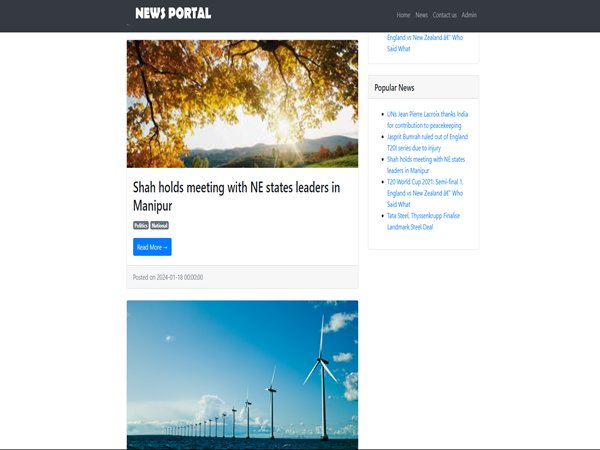 NEWS PORTAL
Home News Contact us Admin
England vs New Zealand â€“ Who
Said What
Popular News
UNs Jean Pierre Lacroix thanks India
for contribution to peacekeeping
Jasprit Bumrah ruled out of England
T20I series due to injury
Shah holds meeting with NE states
leaders in Manipur
T20 World Cup 2021: Semi-final 1,
England vs New Zealand â€“ Who
Said What
Tata Steel, Thyssenkrupp Finalise
Landmark Steel Deal
Shah holds meeting with NE states leaders in
Manipur
Politics National
Read More →
Posted on 2024-01-18 00:00:00